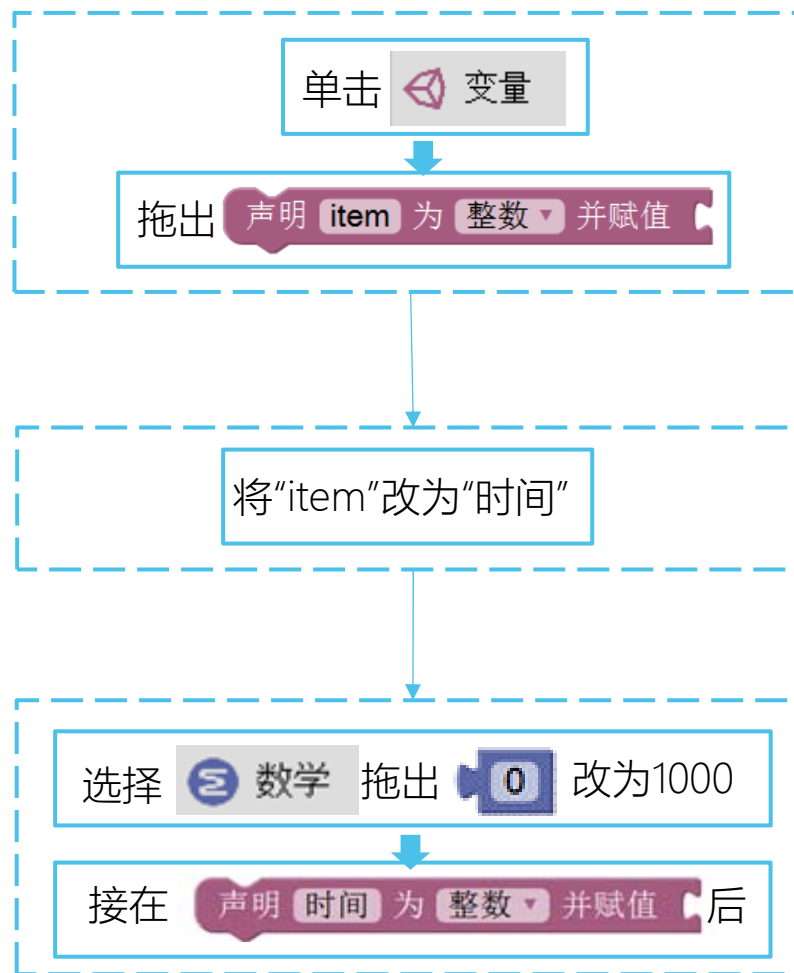 单击 变量
拖出 声明 item 为 整数 并赋值
将“item”改为“时间”
选择 数学 拖出 0 改为1000
接在 声明 时间 为 整数 并赋值 后